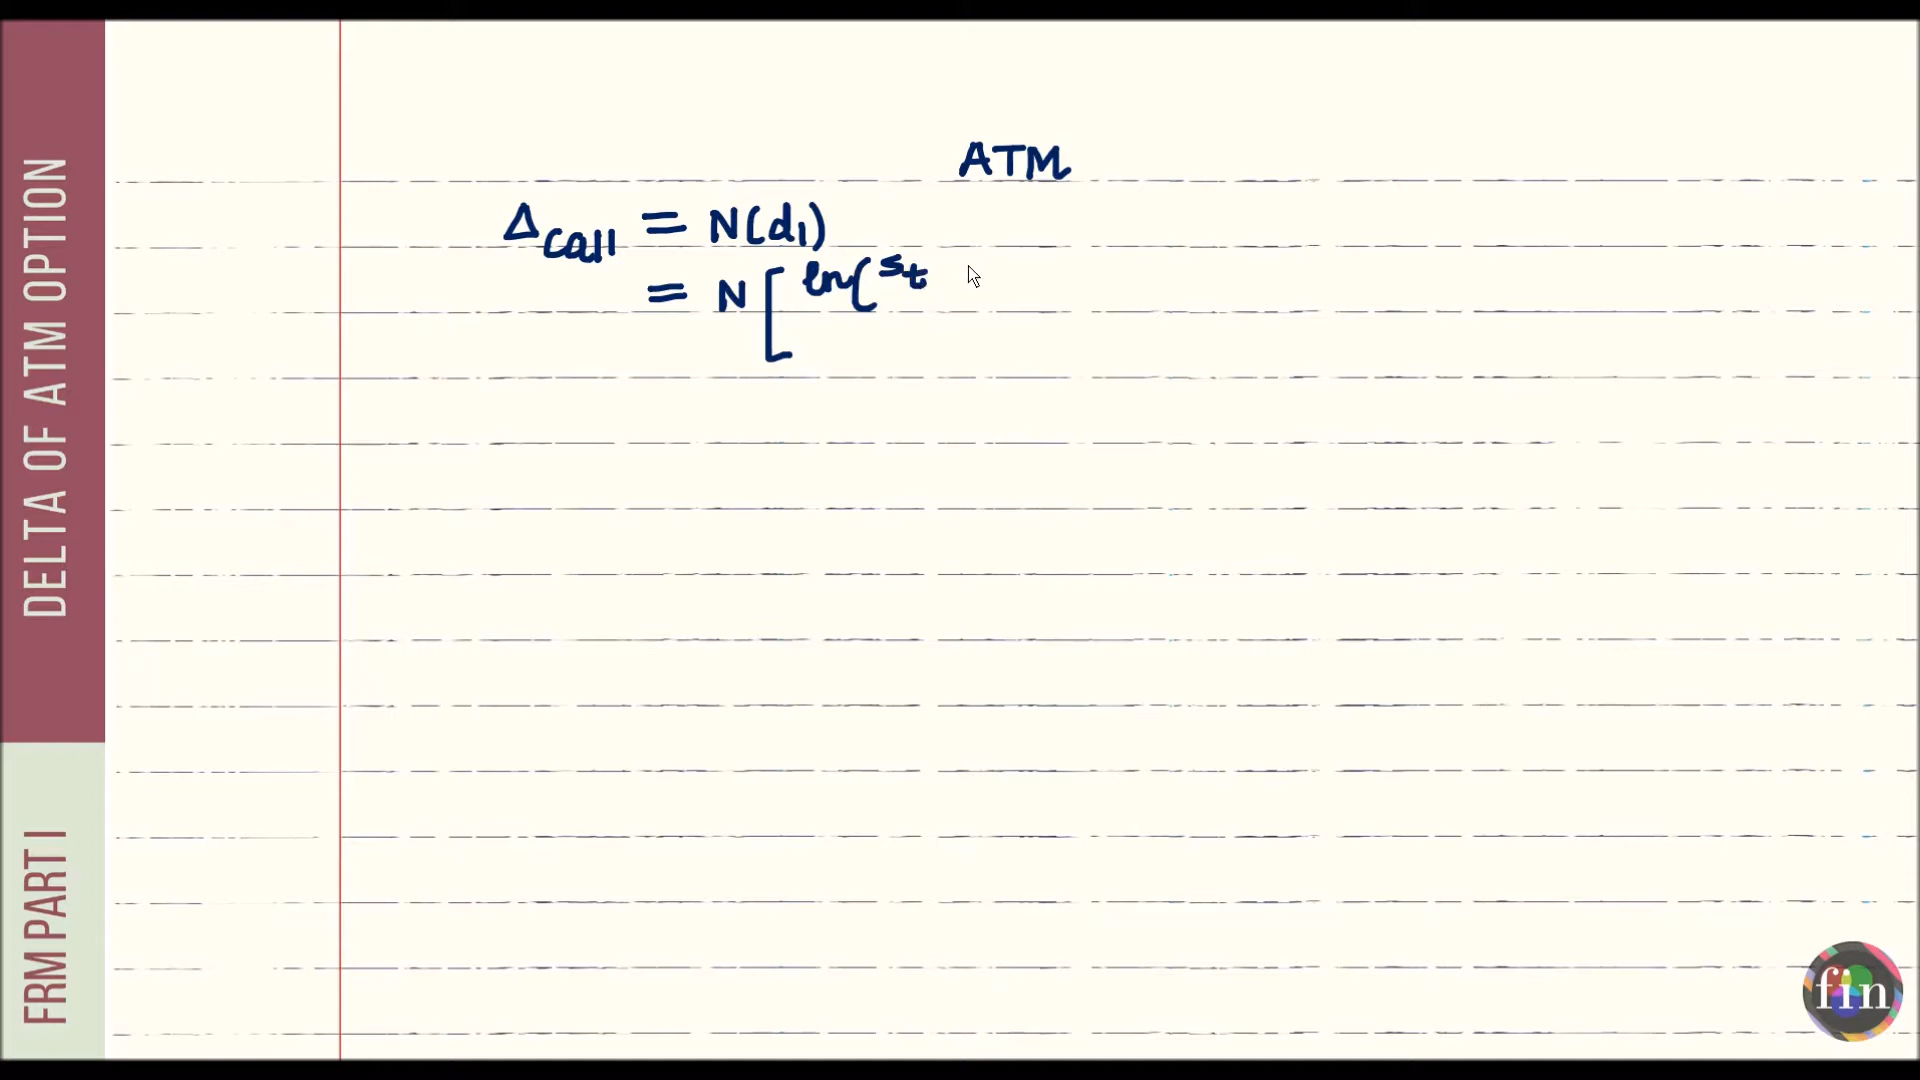 DELTA OF ATM OPTION
FRM PART I
ATM
Δcall = N(d1)
= N[ln(St
fin